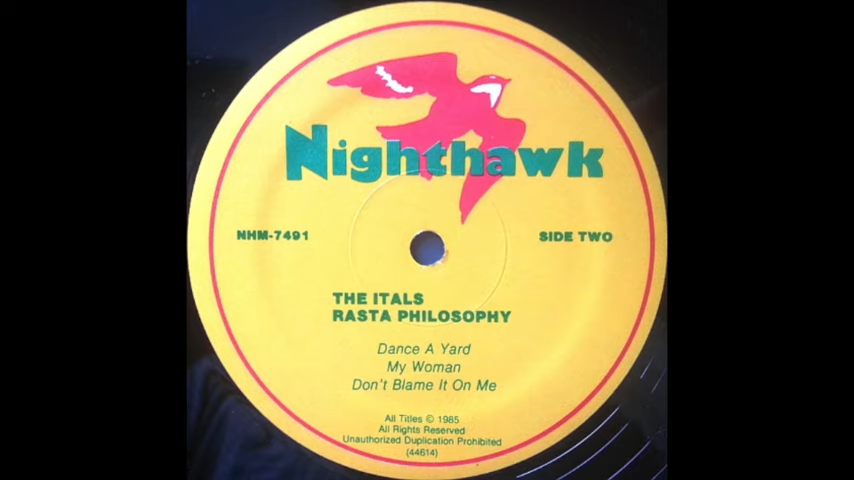 Nighthawk
NHM-7491
SIDE TWO
THE ITALS
RASTA PHILOSOPHY
Dance A Yard
My Woman
Don't Blame It On Me
All Titles © 1985
All Rights Reserved
Unauthorized Duplication Prohibited
(44614)